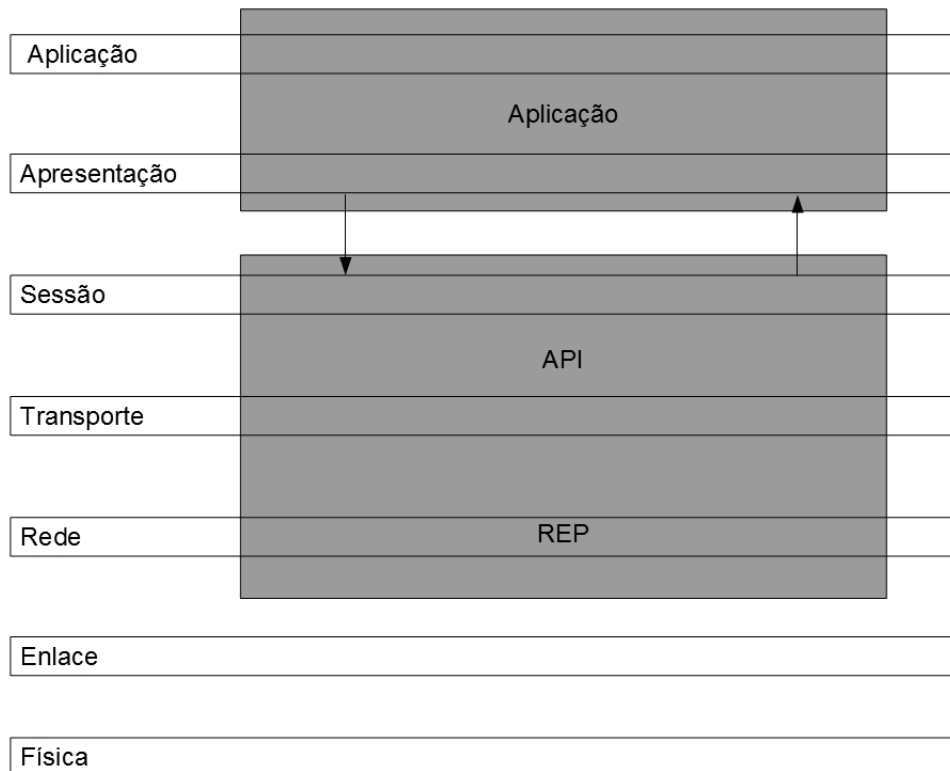 Aplicação
Aplicação
Apresentação
Sessão
API
Transporte
Rede
REP
Enlace
Física